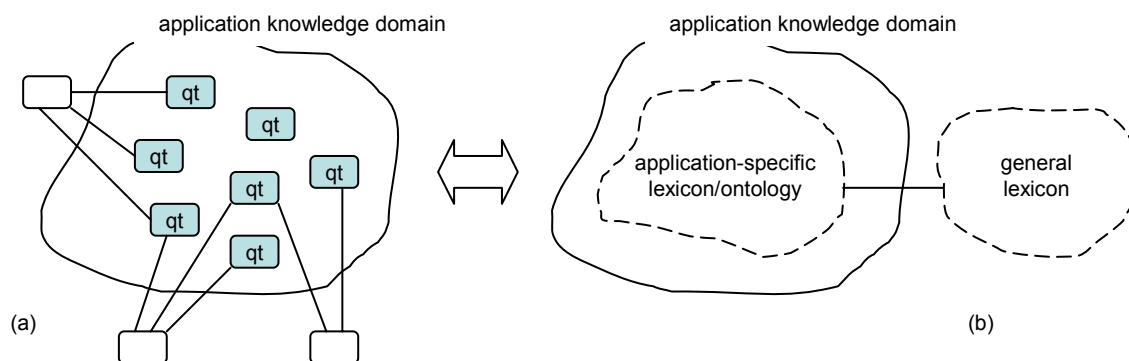 application knowledge domain
qt
qt
qt
qt
qt
qt
qt
(a)
application knowledge domain
application-specific
lexicon/ontology
general
lexicon
(b)